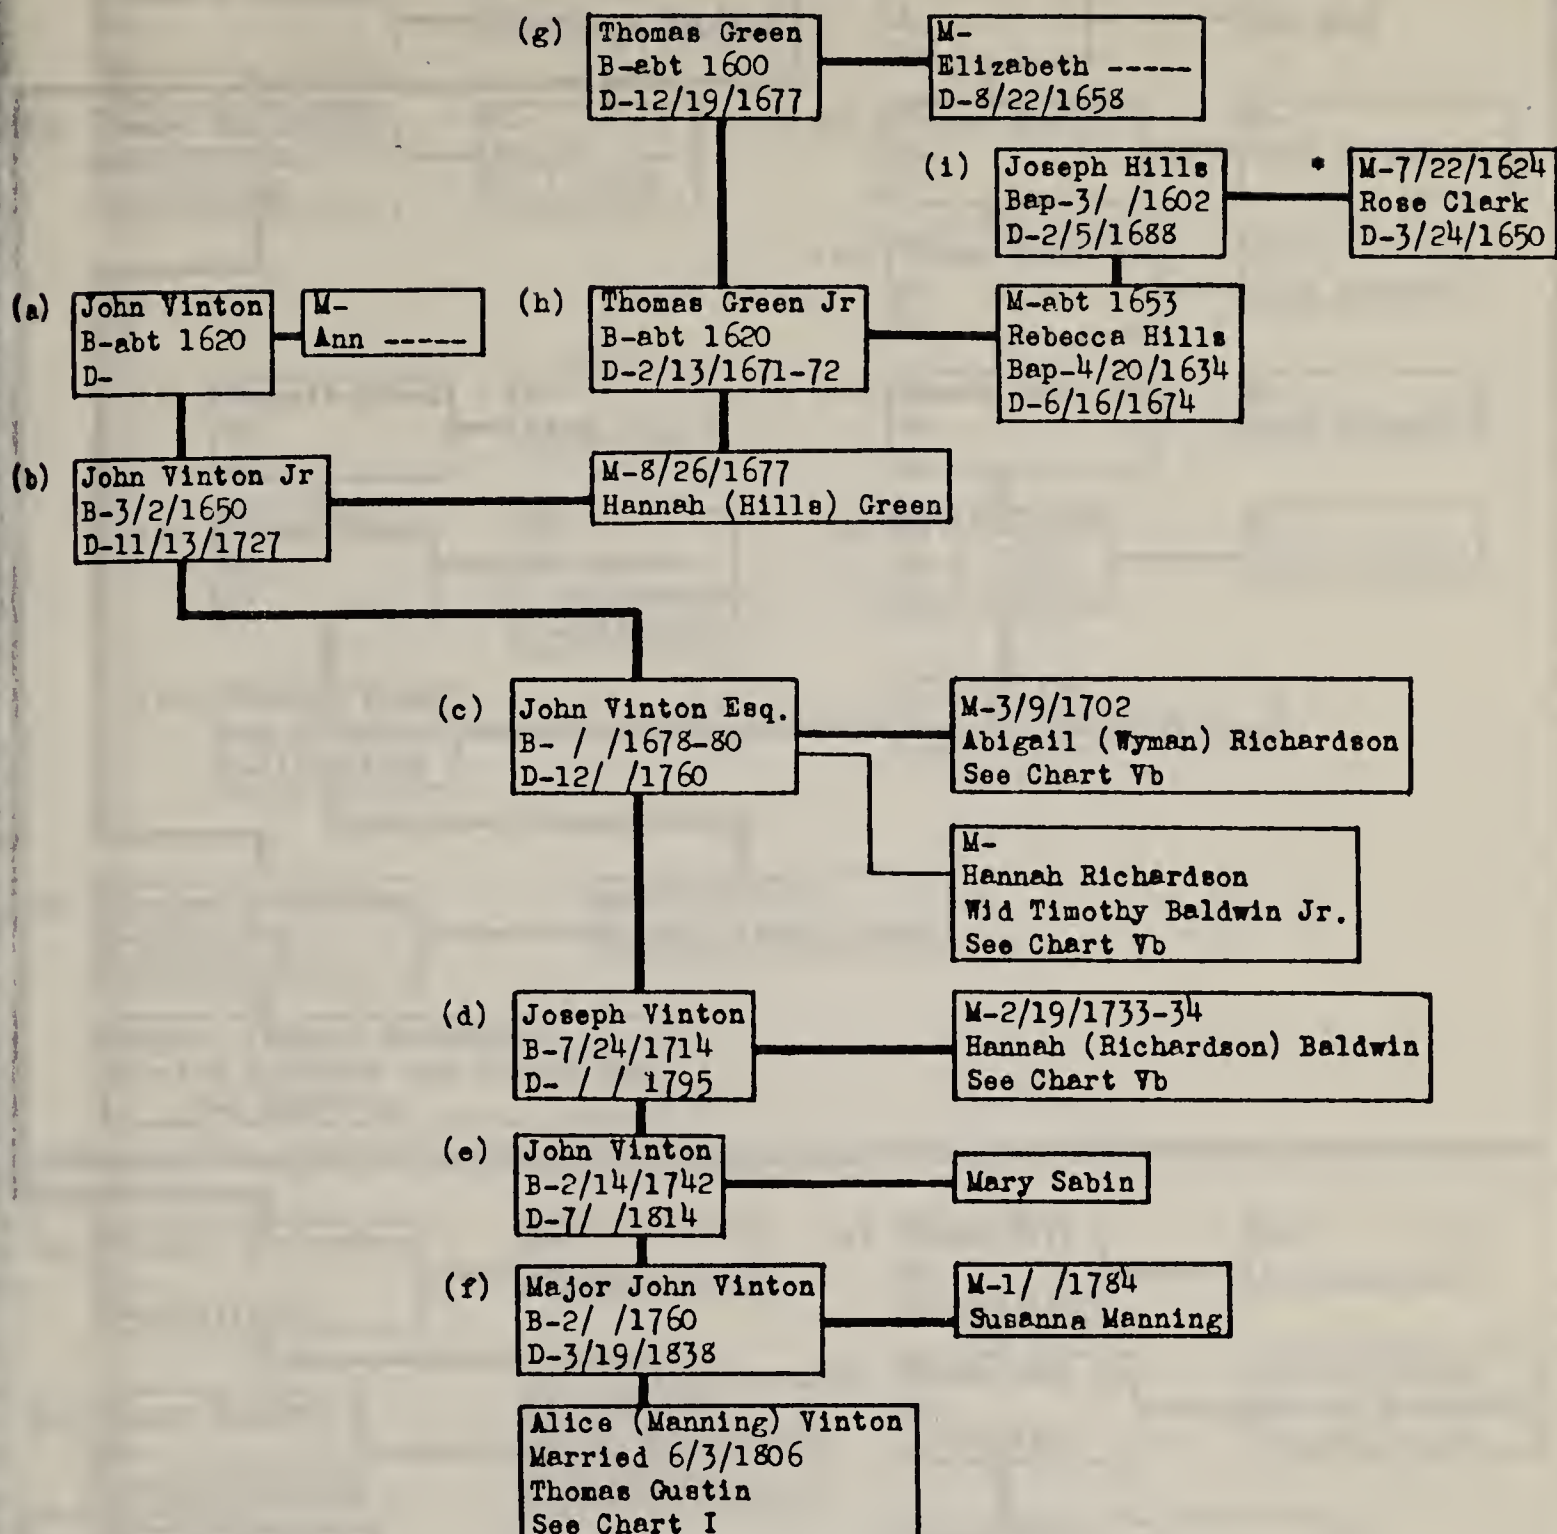 (g)
Thomas Green
B-abt 1600
D-12/19/1677
M-
Elizabeth -----
D-8/22/1658
(i)
Joseph Hills
Bap-3/ /1602
D-2/5/1688
*
M-7/22/1624
Rose Clark
D-3/24/1650
(a)
John Vinton
B-abt 1620
D-
M-
Ann -----
(h)
Thomas Green Jr
B-abt 1620
D-2/13/1671-72
M-abt 1653
Rebecca Hills
Bap-4/20/1634
D-6/16/1674
(b)
John Vinton Jr
B-3/2/1650
D-11/13/1727
M-8/26/1677
Hannah (Hills) Green
(c)
John Vinton Esq.
B- / /1678-80
D-12/ /1760
M-3/9/1702
Abigail (Wyman) Richardson
See Chart Vb
M-
Hannah Richardson
Wid Timothy Baldwin Jr.
See Chart Vb
(d)
Joseph Vinton
B-7/24/1714
D- / / 1795
M-2/19/1733-34
Hannah (Richardson) Baldwin
See Chart Vb
(e)
John Vinton
B-2/14/1742
D-7/ /1814
Mary Sabin
(f)
Major John Vinton
B-2/ /1760
D-3/19/1838
M-1/ /1784
Susanna Manning
Alice (Manning) Vinton
Married 6/3/1806
Thomas Gustin
See Chart I